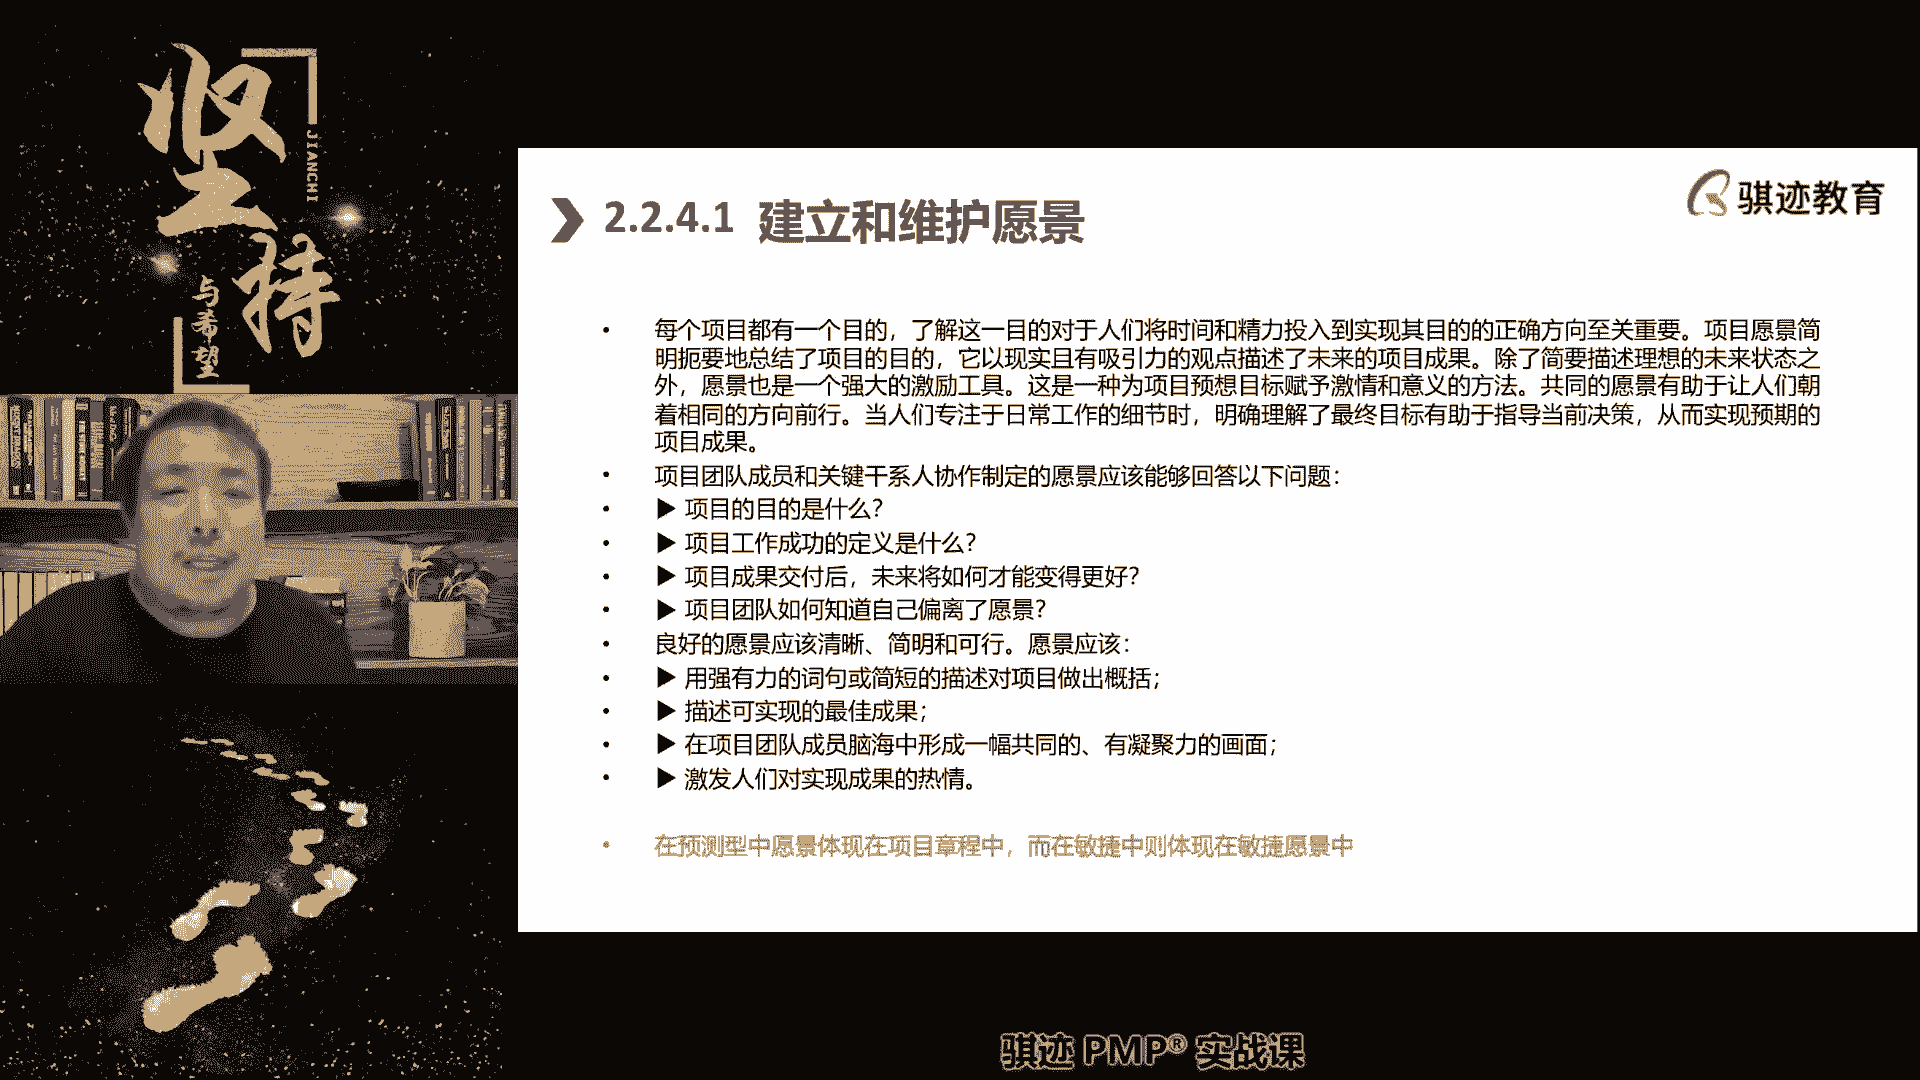 坚持
JIANCHI
与希望
骐迹教育
2.2.4.1 建立和维护愿景
• 每个项目都有一个目的，了解这一目的对于人们将时间和精力投入到实现其目的的正确方向至关重要。项目愿景简
明扼要地总结了项目的目的，它以现实且有吸引力的观点描述了未来的项目成果。除了简要描述理想的未来状态之
外，愿景也是一个强大的激励工具。这是一种为项目预想目标赋予激情和意义的方法。共同的愿景有助于让人们朝
着相同的方向前行。当人们专注于日常工作的细节时，明确理解了最终目标有助于指导当前决策，从而实现预期的
项目成果。
• 项目团队成员和关键干系人协作制定的愿景应该能够回答以下问题：
• ▶ 项目的目的是什么？
• ▶ 项目工作成功的定义是什么？
• ▶ 项目成果交付后，未来将如何才能变得更好？
• ▶ 项目团队如何知道自己偏离了愿景？
• 良好的愿景应该清晰、简明和可行。愿景应该：
• ▶ 用强有力的词句或简短的描述对项目做出概括；
• ▶ 描述可实现的最佳成果；
• ▶ 在项目团队成员脑海中形成一幅共同的、有凝聚力的画面；
• ▶ 激发人们对实现成果的热情。
• 在预测型中愿景体现在项目章程中，而在敏捷中则体现在敏捷愿景中
骐迹 PMP® 实战课